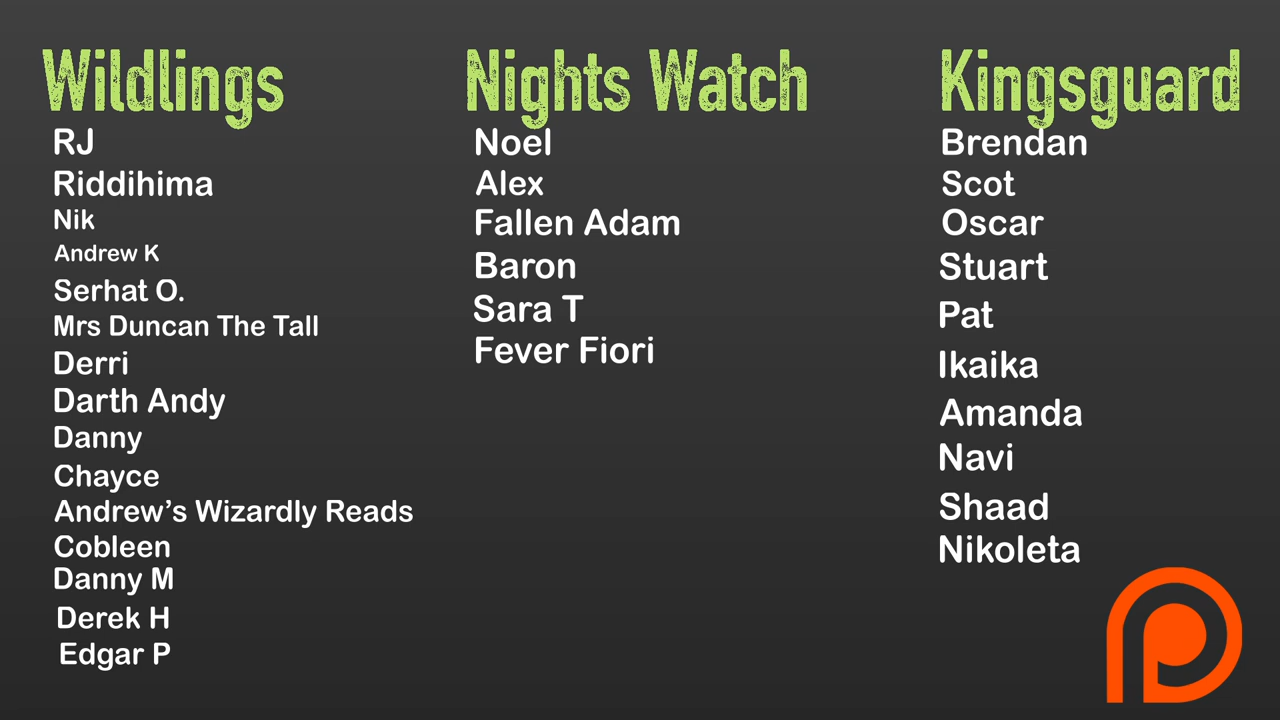 Wildlings
RJ
Riddihima
Nik
Andrew K
Serhat O.
Mrs Duncan The Tall
Derri
Darth Andy
Danny
Chayce
Andrew’s Wizardly Reads
Cobleen
Danny M
Derek H
Edgar P
Nights Watch
Noel
Alex
Fallen Adam
Baron
Sara T
Fever Fiori
Kingsguard
Brendan
Scot
Oscar
Stuart
Pat
Ikaika
Amanda
Navi
Shaad
Nikoleta